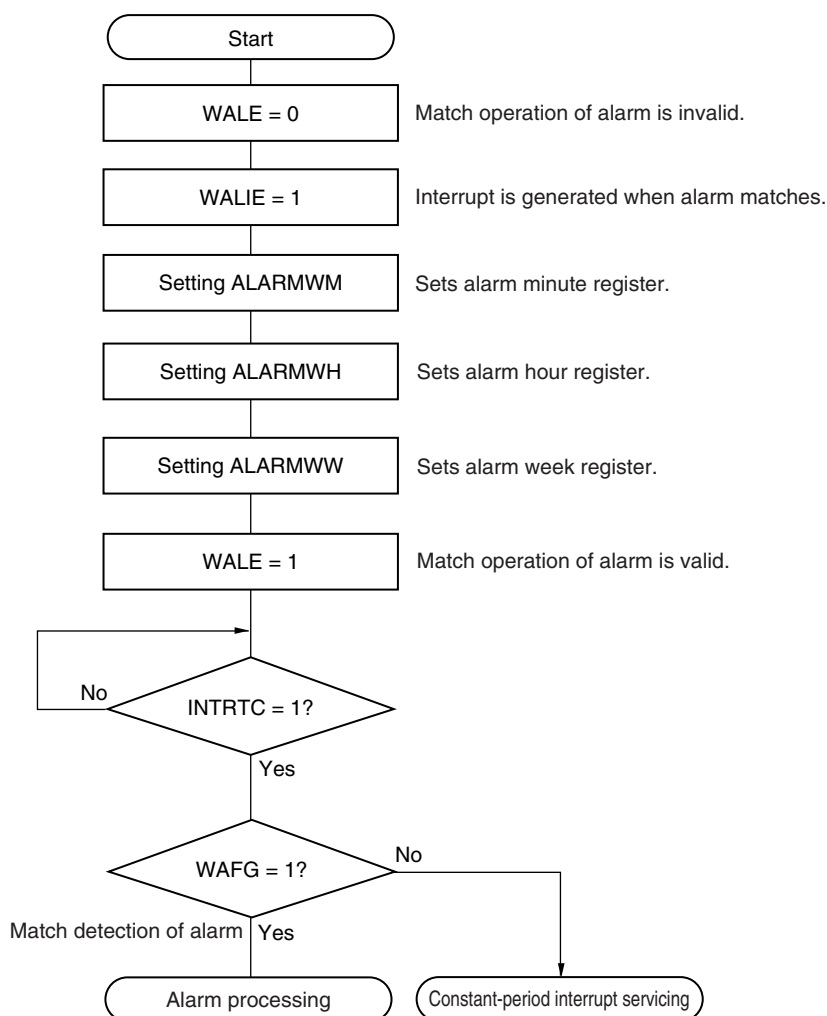 Start
WALE = 0
Match operation of alarm is invalid.
WALIE = 1
Interrupt is generated when alarm matches.
Setting ALARMWM
Sets alarm minute register.
Setting ALARMWH
Sets alarm hour register.
Setting ALARMWW
Sets alarm week register.
WALE = 1
Match operation of alarm is valid.
No
INTRTC = 1?
Yes
WAFG = 1?
No
Match detection of alarm
Yes
Alarm processing
Constant-period interrupt servicing